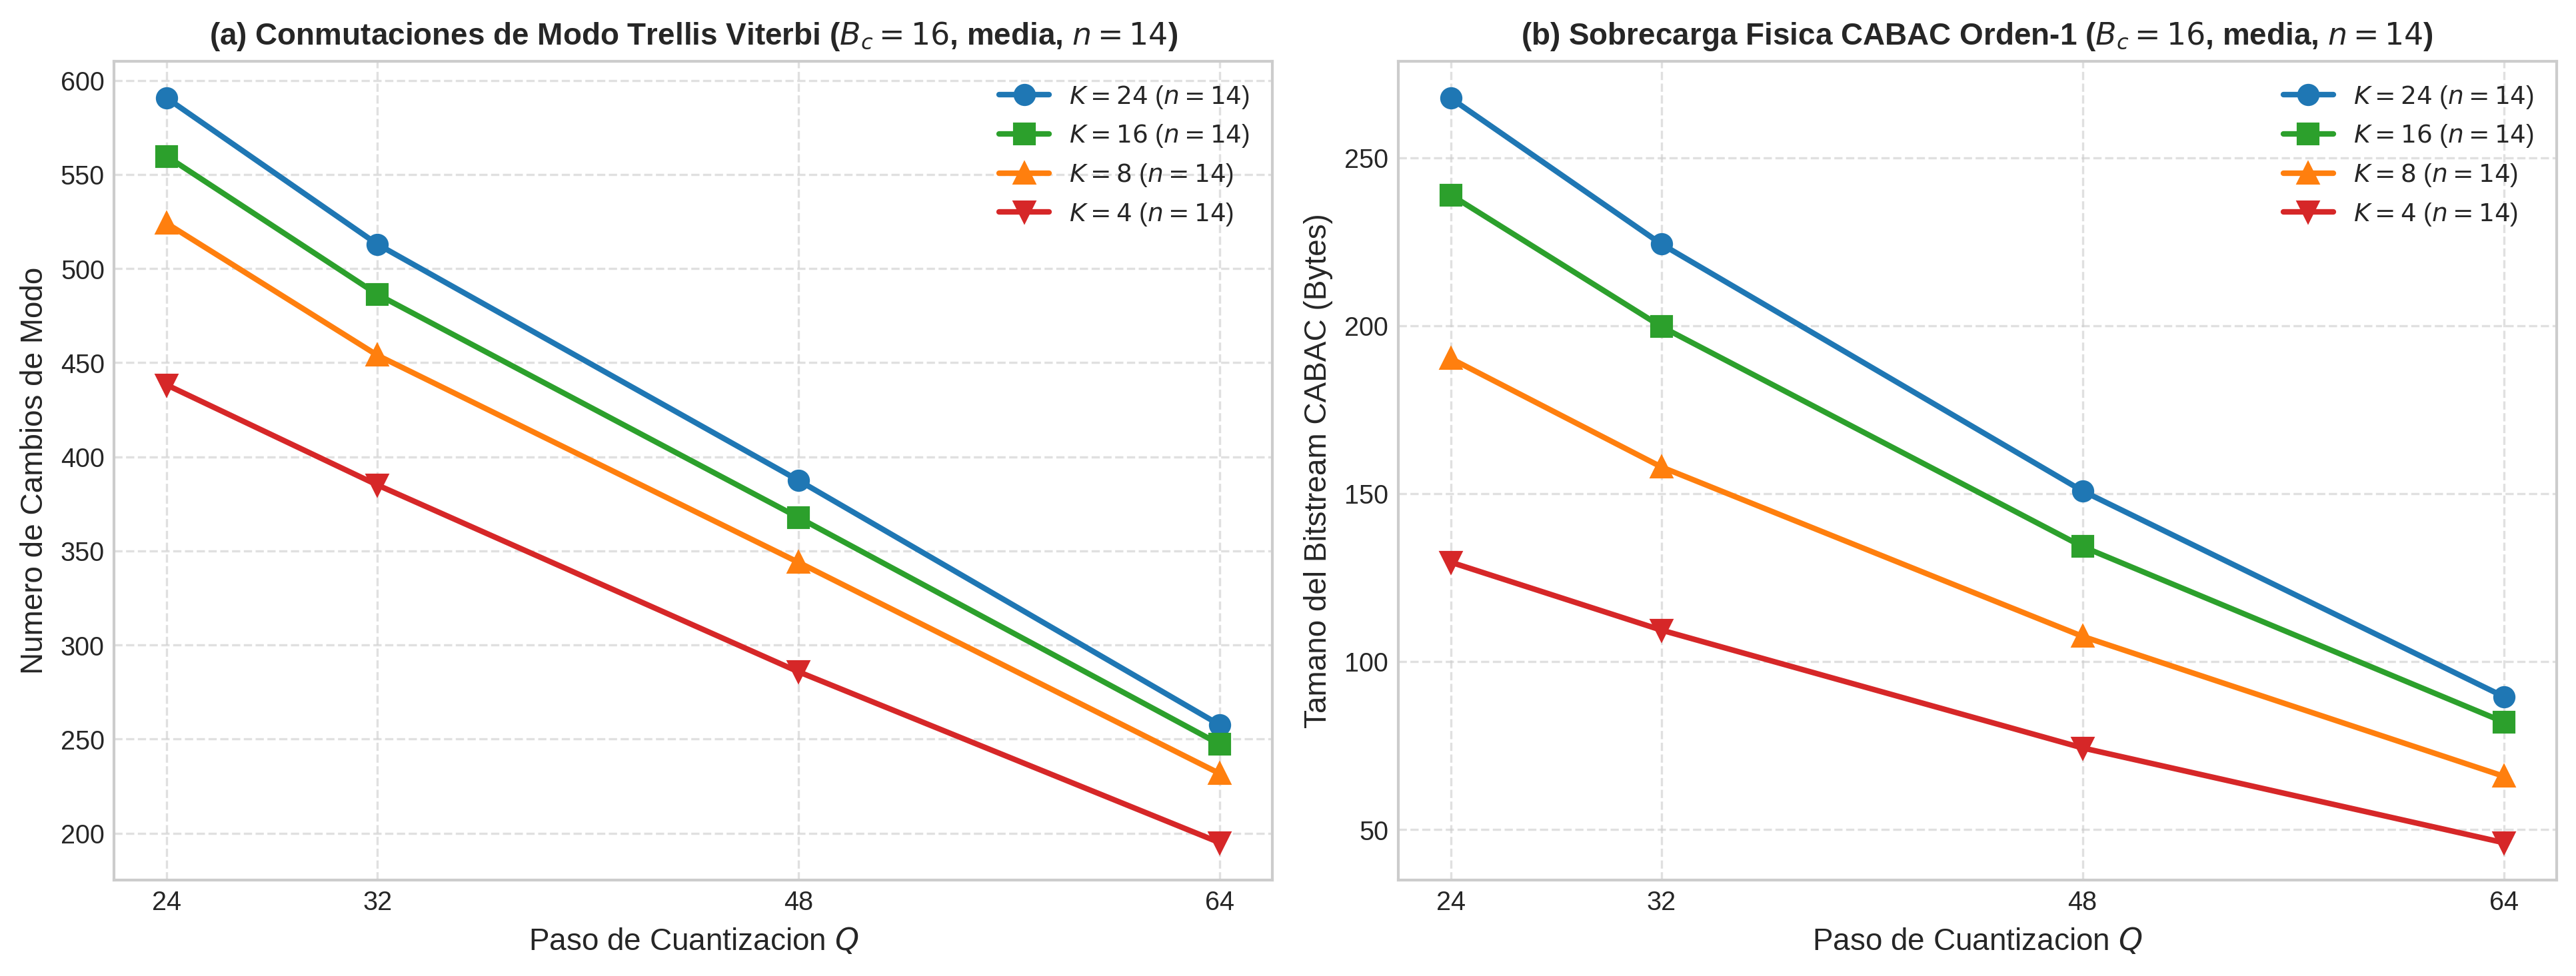 (a) Conmutaciones de Modo Trellis Viterbi (B_c = 16, media, n = 14)
600
550
500
450
400
350
300
250
200
Numero de Cambios de Modo
K = 24 (n = 14)
K = 16 (n = 14)
K = 8 (n = 14)
K = 4 (n = 14)
24 32 48 64
Paso de Cuantizacion Q
(b) Sobrecarga Fisica CABAC Orden-1 (B_c = 16, media, n = 14)
250
200
150
100
50
Tamano del Bitstream CABAC (Bytes)
K = 24 (n = 14)
K = 16 (n = 14)
K = 8 (n = 14)
K = 4 (n = 14)
24 32 48 64
Paso de Cuantizacion Q